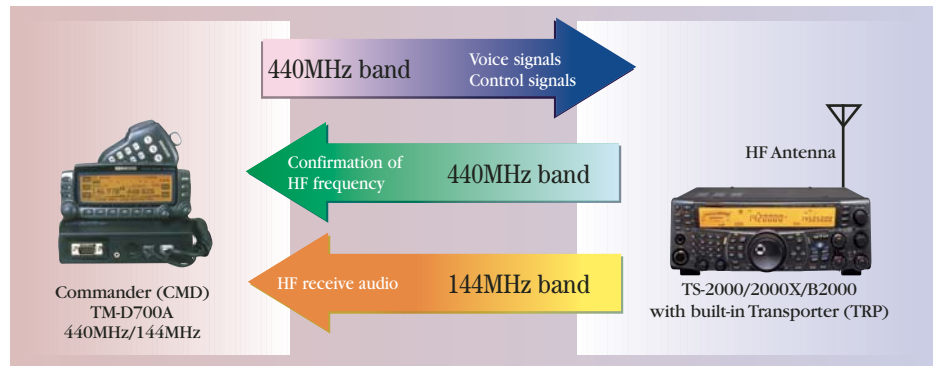 440MHz band
Voice signals
Control signals
HF Antenna
Confirmation of
HF frequency
440MHz band
HF receive audio
144MHz band
Commander (CMD)
TM-D700A
440MHz/144MHz
TS-2000/2000X/B2000
with built-in Transporter (TRP)